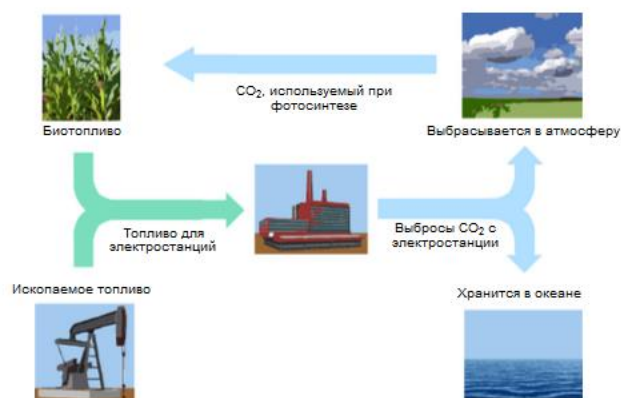 CO₂, используемый при
фотосинтезе
Биотопливо
Выбрасывается в атмосферу
Топливо для
электростанций
Выбросы CO₂ с
электростанции
Ископаемое топливо
Хранится в океане